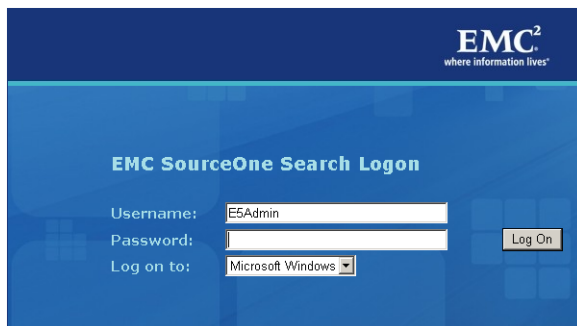 EMC²
where information lives®
EMC SourceOne Search Logon
Username: E5Admin
Password:
Log On
Log on to: Microsoft Windows